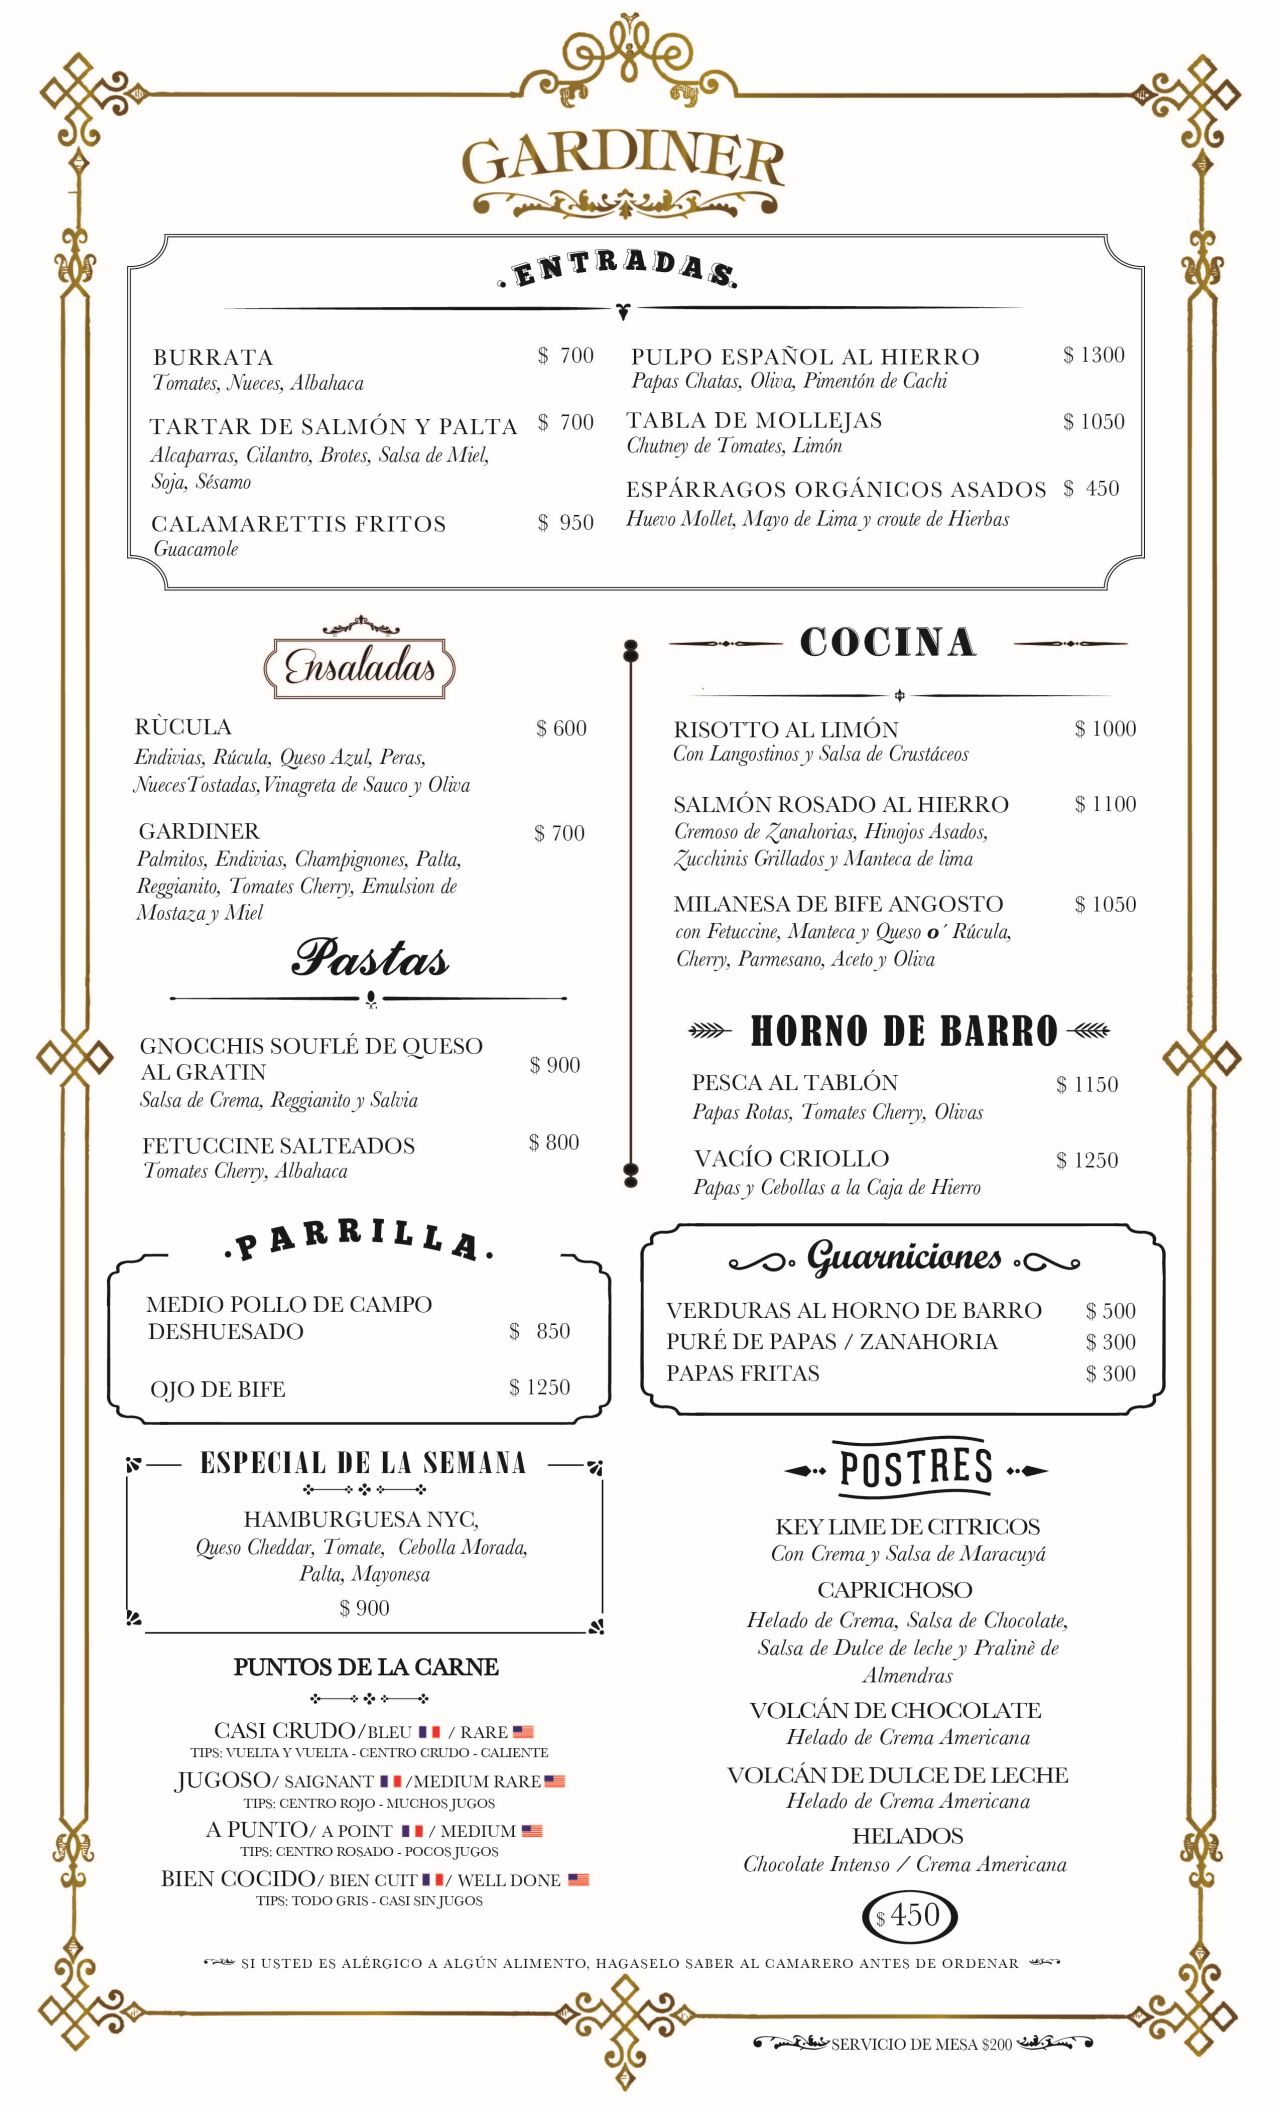 GARDINER
.ENTRADAS.
BURRATA $ 700
Tomates, Nueces, Albahaca
TARTAR DE SALMÓN Y PALTA $ 700
Alcaparras, Cilantro, Brotes, Salsa de Miel,
Soja, Sésamo
CALAMARETTIS FRITOS $ 950
Guacamole
PULPO ESPAÑOL AL HIERRO $ 1300
Papas Chatas, Oliva, Pimentón de Cachi
TABLA DE MOLLEJAS $ 1050
Chutney de Tomates, Limón
ESPÁRRAGOS ORGÁNICOS ASADOS $ 450
Huevo Mollet, Mayo de Lima y croute de Hierbas
Ensaladas
RÙCULA $ 600
Endivias, Rúcula, Queso Azul, Peras,
NuecesTostadas,Vinagreta de Sauco y Oliva
GARDINER $ 700
Palmitos, Endivias, Champignones, Palta,
Reggianito, Tomates Cherry, Emulsion de
Mostaza y Miel
Pastas
GNOCCHIS SOUFLÉ DE QUESO
AL GRATIN $ 900
Salsa de Crema, Reggianito y Salvia
FETUCCINE SALTEADOS $ 800
Tomates Cherry, Albahaca
COCINA
RISOTTO AL LIMÓN $ 1000
Con Langostinos y Salsa de Crustáceos
SALMÓN ROSADO AL HIERRO $ 1100
Cremoso de Zanahorias, Hinojos Asados,
Zucchinis Grillados y Manteca de lima
MILANESA DE BIFE ANGOSTO $ 1050
con Fetuccine, Manteca y Queso o´ Rúcula,
Cherry, Parmesano, Aceto y Oliva
HORNO DE BARRO
PESCA AL TABLÓN $ 1150
Papas Rotas, Tomates Cherry, Olivas
VACÍO CRIOLLO $ 1250
Papas y Cebollas a la Caja de Hierro
.PARRILLA.
MEDIO POLLO DE CAMPO
DESHUESADO $ 850
OJO DE BIFE $ 1250
Guarniciones
VERDURAS AL HORNO DE BARRO $ 500
PURÉ DE PAPAS / ZANAHORIA $ 300
PAPAS FRITAS $ 300
ESPECIAL DE LA SEMANA
HAMBURGUESA NYC,
Queso Cheddar, Tomate, Cebolla Morada,
Palta, Mayonesa
$ 900
PUNTOS DE LA CARNE
CASI CRUDO/BLEU / RARE
TIPS: VUELTA Y VUELTA - CENTRO CRUDO - CALIENTE
JUGOSO/ SAIGNANT /MEDIUM RARE
TIPS: CENTRO ROJO - MUCHOS JUGOS
A PUNTO/ A POINT / MEDIUM
TIPS: CENTRO ROSADO - POCOS JUGOS
BIEN COCIDO/ BIEN CUIT / WELL DONE
TIPS: TODO GRIS - CASI SIN JUGOS
POSTRES
KEY LIME DE CITRICOS
Con Crema y Salsa de Maracuyá
CAPRICHOSO
Helado de Crema, Salsa de Chocolate,
Salsa de Dulce de leche y Pralinè de
Almendras
VOLCÁN DE CHOCOLATE
Helado de Crema Americana
VOLCÁN DE DULCE DE LECHE
Helado de Crema Americana
HELADOS
Chocolate Intenso / Crema Americana
$ 450
SI USTED ES ALÉRGICO A ALGÚN ALIMENTO, HAGASELO SABER AL CAMARERO ANTES DE ORDENAR
SERVICIO DE MESA $200